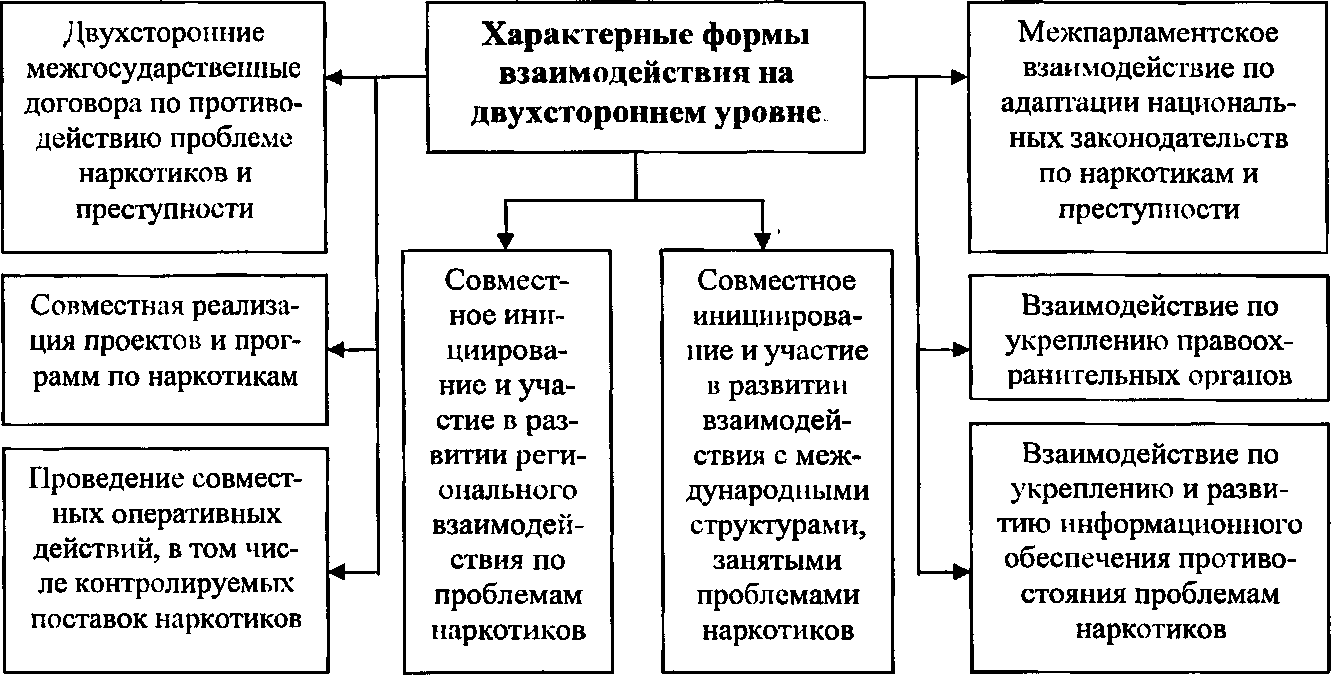 Двухсторонние
межгосударственные
договора по противо-
действию проблеме
наркотиков и
преступности
Характерные формы
взаимодействия на
двухстороннем уровне
Межпарламентское
взаимодействие по
адаптации националь-
ных законодательств
по наркотикам и
преступности
Совместная реализа-
ция проектов и прог-
рамм по наркотикам
Проведение совмест-
ных оперативных
действий, в том чис-
ле контролируемых
поставок наркотиков
Совмест-
ное ини-
циирова-
ние и уча-
стие в раз-
витии реги-
онального
взаимодей-
ствия по
проблемам
наркотиков
Совместное
инициирова-
ние и участие
в развитии
взаимодей-
ствия с меж-
дународными
структурами,
занятыми
проблемами
наркотиков
Взаимодействие по
укреплению правоох-
ранительных органов
Взаимодействие по
укреплению и разви-
тию информационного
обеспечения противо-
стояния проблемам
наркотиков